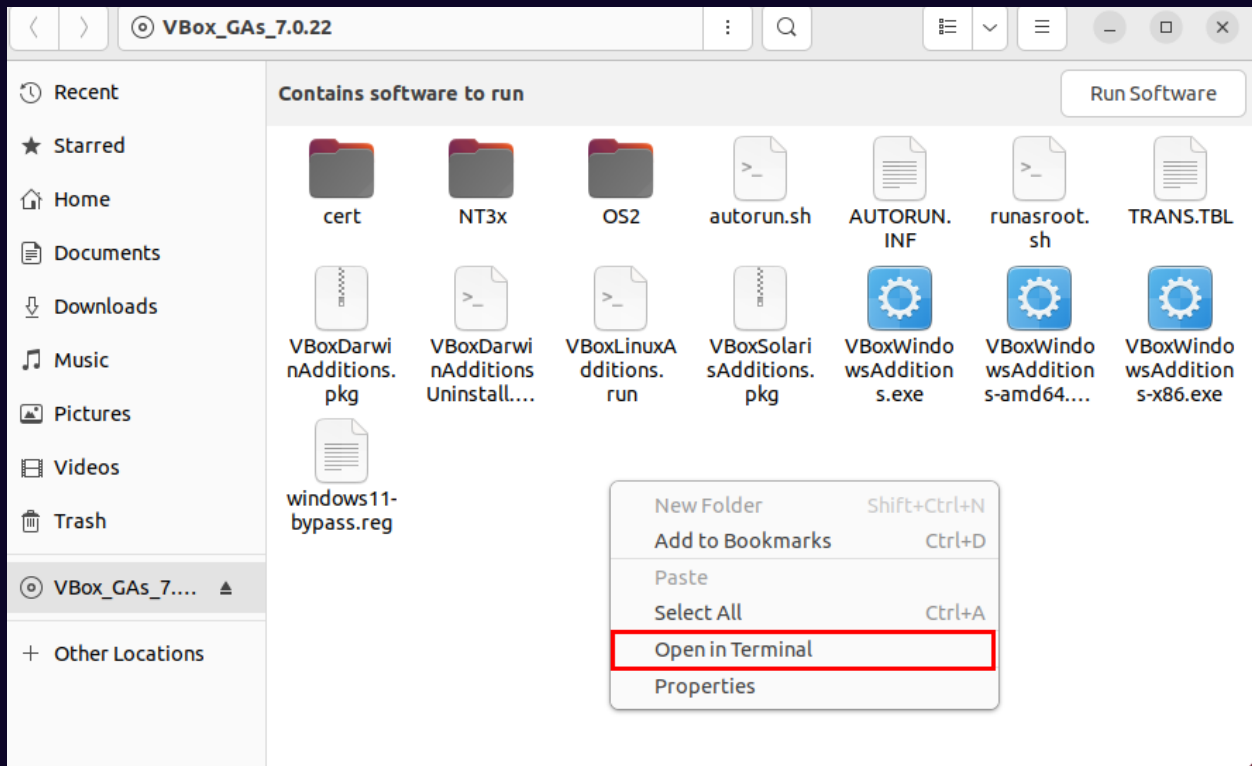 VBox_GAs_7.0.22
Recent
Starred
Home
Documents
Downloads
Music
Pictures
Videos
Trash
VBox_GAs_7....
Other Locations
Contains software to run
Run Software
cert
NT3x
OS2
autorun.sh
AUTORUN.
INF
runasroot.
sh
TRANS.TBL
VBoxDarwi
nAdditions.
pkg
VBoxDarwi
nAdditions
Uninstall....
VBoxLinuxA
dditions.
run
VBoxSolari
sAdditions.
pkg
VBoxWindo
wsAddition
s.exe
VBoxWindo
wsAddition
s-amd64....
VBoxWindo
wsAddition
s-x86.exe
windows11-
bypass.reg
New Folder Shift+Ctrl+N
Add to Bookmarks Ctrl+D
Paste
Select All Ctrl+A
Open in Terminal
Properties